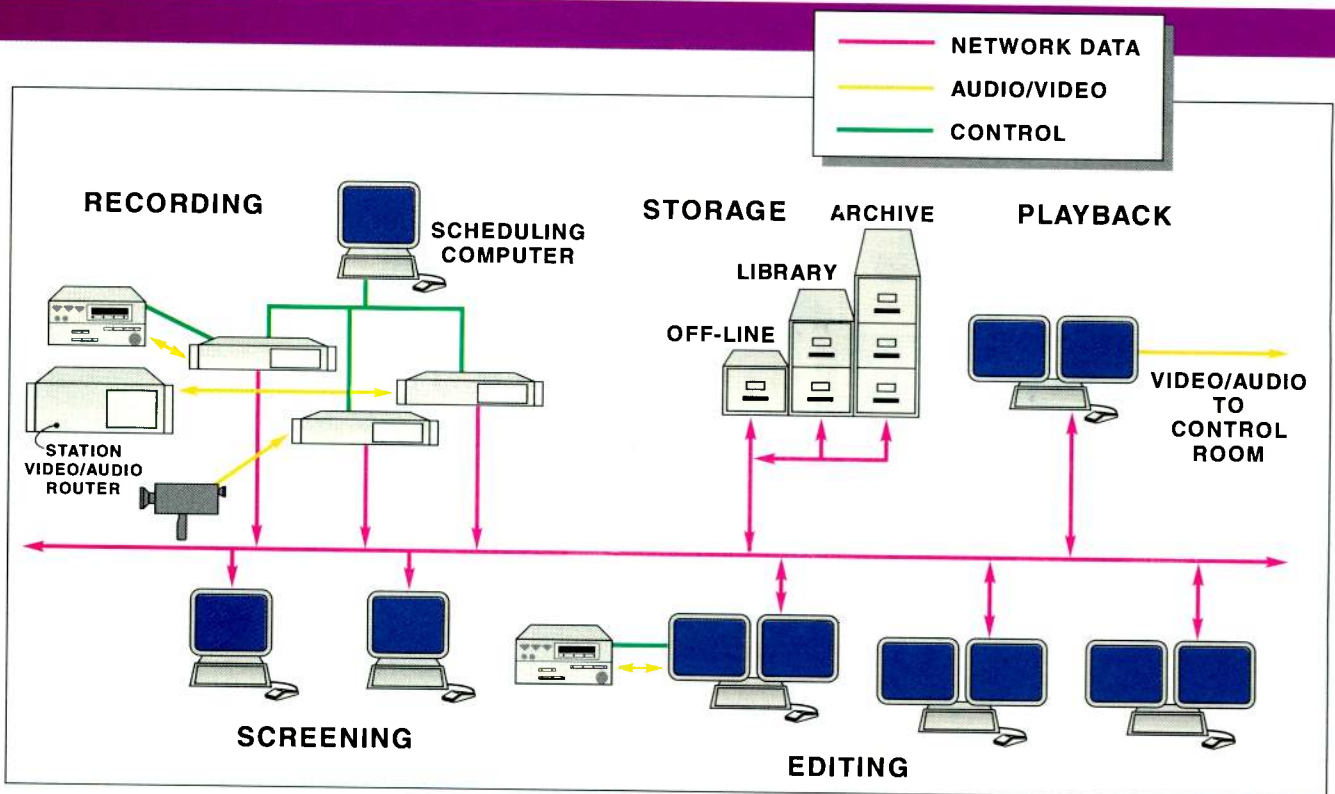 NETWORK DATA
AUDIO/VIDEO
CONTROL
RECORDING
SCHEDULING
COMPUTER
STATION
VIDEO/AUDIO
ROUTER
STORAGE
ARCHIVE
LIBRARY
OFF-LINE
PLAYBACK
VIDEO/AUDIO
TO
CONTROL
ROOM
SCREENING
EDITING